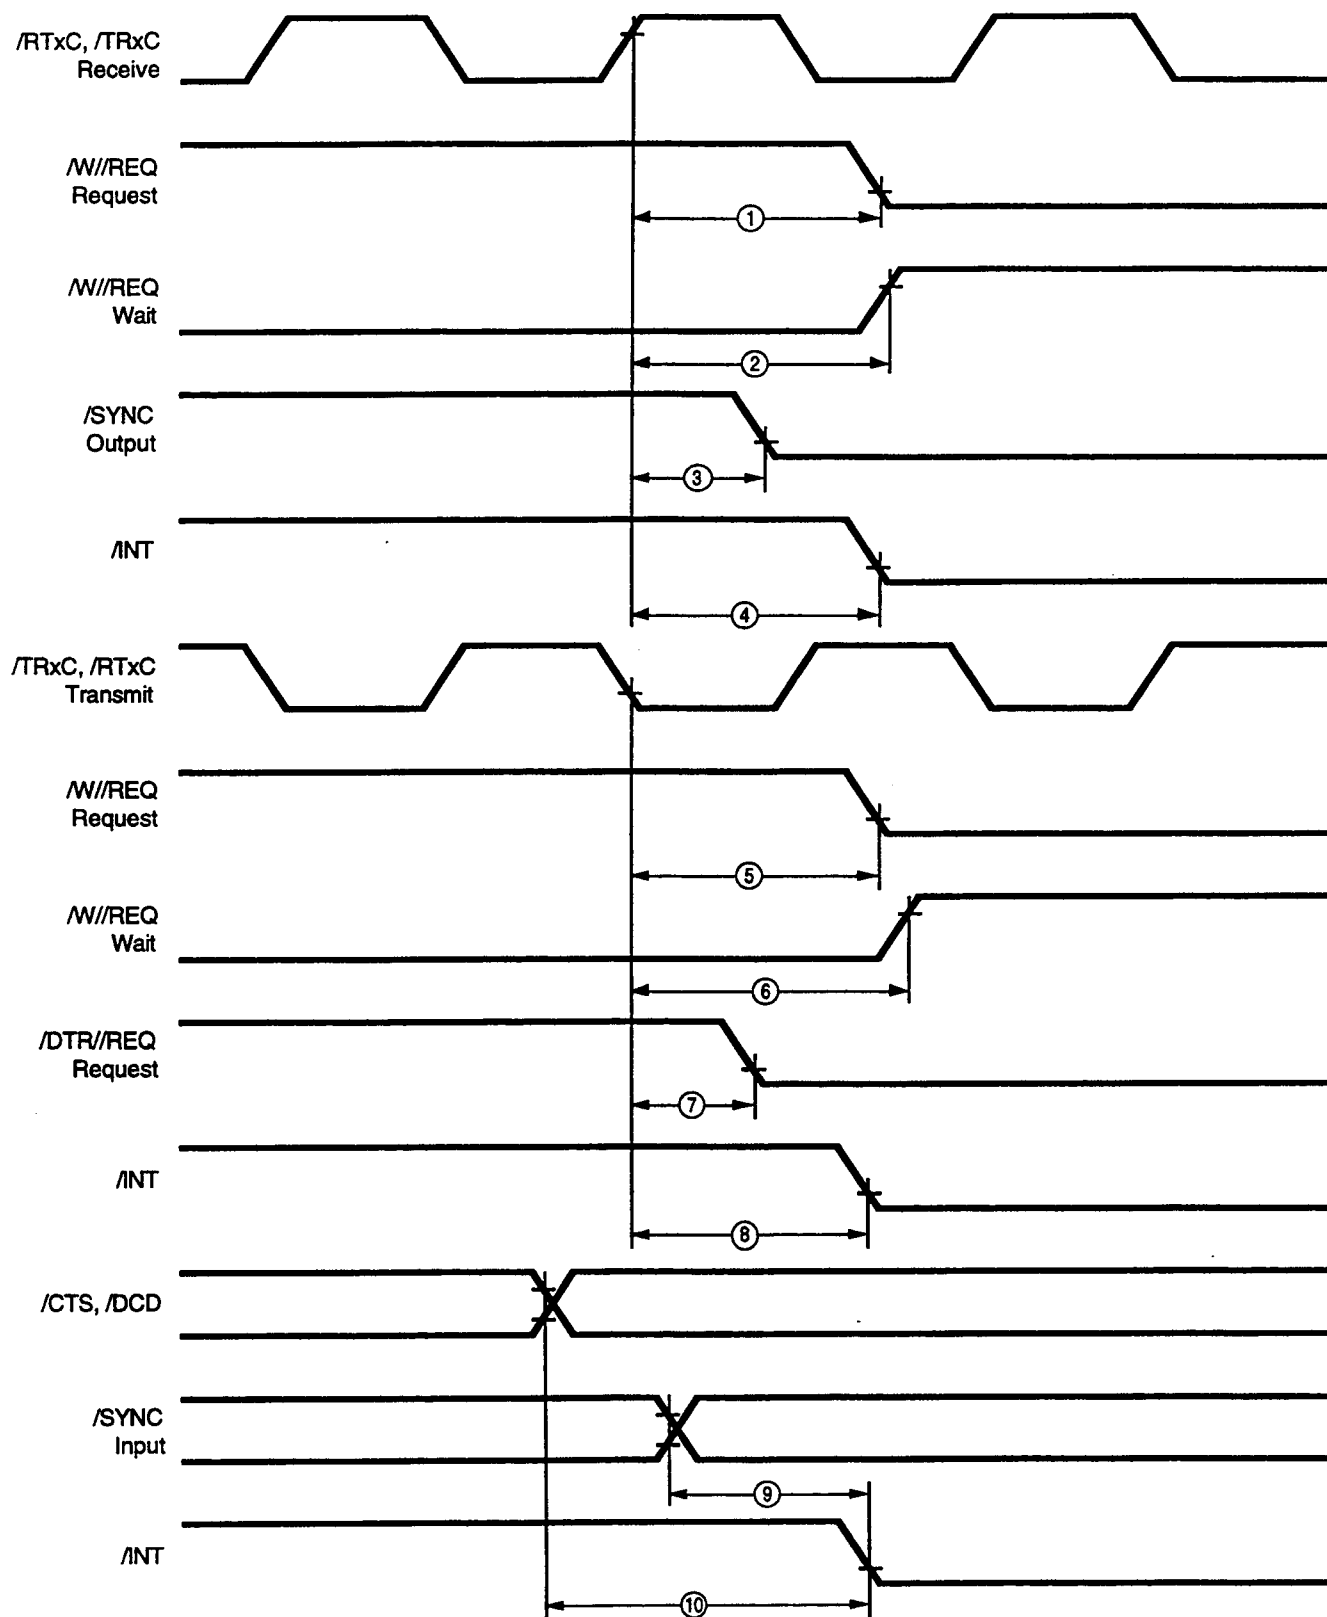 /RTxC, /TRxC
Receive
/W//REQ
Request
1
/W//REQ
Wait
2
/SYNC
Output
3
/INT
4
/TRxC, /RTxC
Transmit
/W//REQ
Request
5
/W//REQ
Wait
6
/DTR//REQ
Request
7
/INT
8
/CTS, /DCD
/SYNC
Input
9
/INT
10